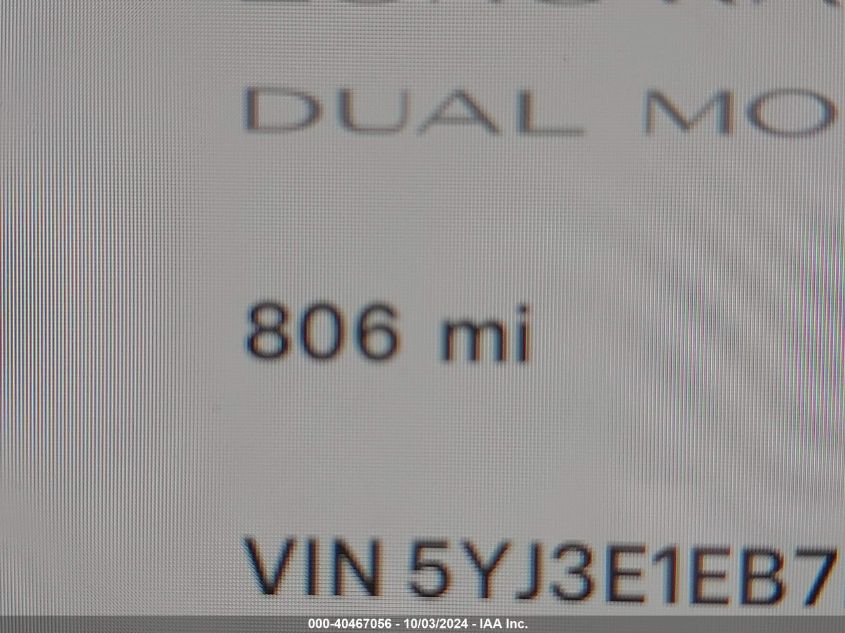 DUAL MO
806 mi
VIN 5YJ3E1EB7
000-40467056 - 10/03/2024 - IAA Inc.